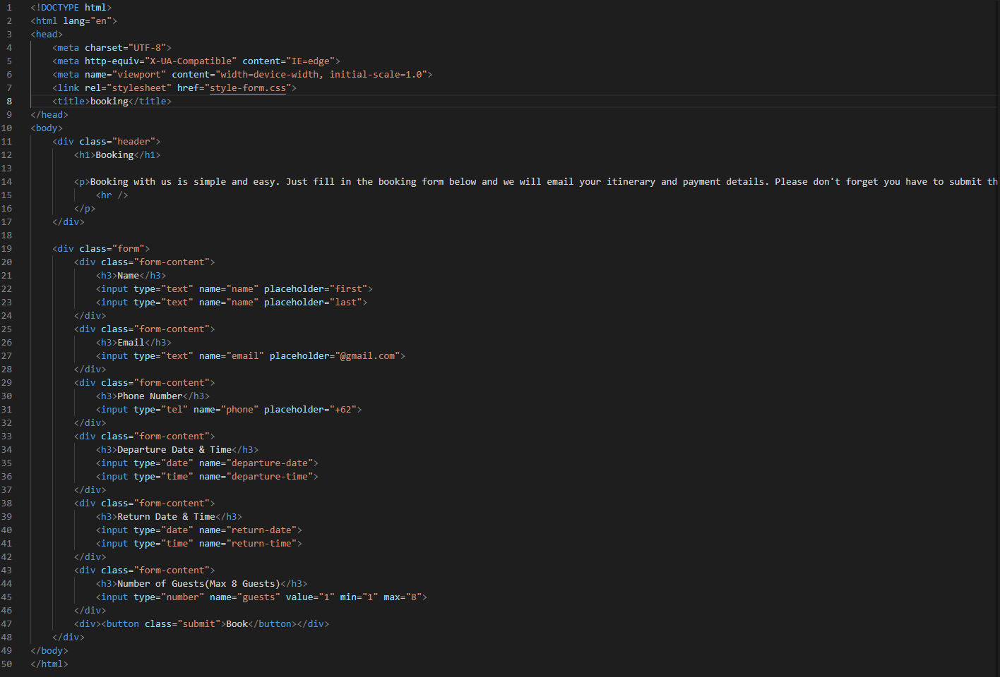 1 <!DOCTYPE html>
2 <html lang="en">
3 <head>
4     <meta charset="UTF-8">
5     <meta http-equiv="X-UA-Compatible" content="IE=edge">
6     <meta name="viewport" content="width=device-width, initial-scale=1.0">
7     <link rel="stylesheet" href="style-form.css">
8     <title>booking</title>
9 </head>
10 <body>
11     <div class="header">
12         <h1>Booking</h1>
13
14         <p>Booking with us is simple and easy. Just fill in the booking form below and we will email your itinerary and payment details. Please don't forget you have to submit th
15             <hr />
16         </p>
17     </div>
18
19     <div class="form">
20         <div class="form-content">
21             <h3>Name</h3>
22             <input type="text" name="name" placeholder="first">
23             <input type="text" name="name" placeholder="last">
24         </div>
25         <div class="form-content">
26             <h3>Email</h3>
27             <input type="text" name="email" placeholder="@gmail.com">
28         </div>
29         <div class="form-content">
30             <h3>Phone Number</h3>
31             <input type="tel" name="phone" placeholder="+62">
32         </div>
33         <div class="form-content">
34             <h3>Departure Date & Time</h3>
35             <input type="date" name="departure-date">
36             <input type="time" name="departure-time">
37         </div>
38         <div class="form-content">
39             <h3>Return Date & Time</h3>
40             <input type="date" name="return-date">
41             <input type="time" name="return-time">
42         </div>
43         <div class="form-content">
44             <h3>Number of Guests(Max 8 Guests)</h3>
45             <input type="number" name="guests" value="1" min="1" max="8">
46         </div>
47         <div><button class="submit">Book</button></div>
48     </div>
49 </body>
50 </html>